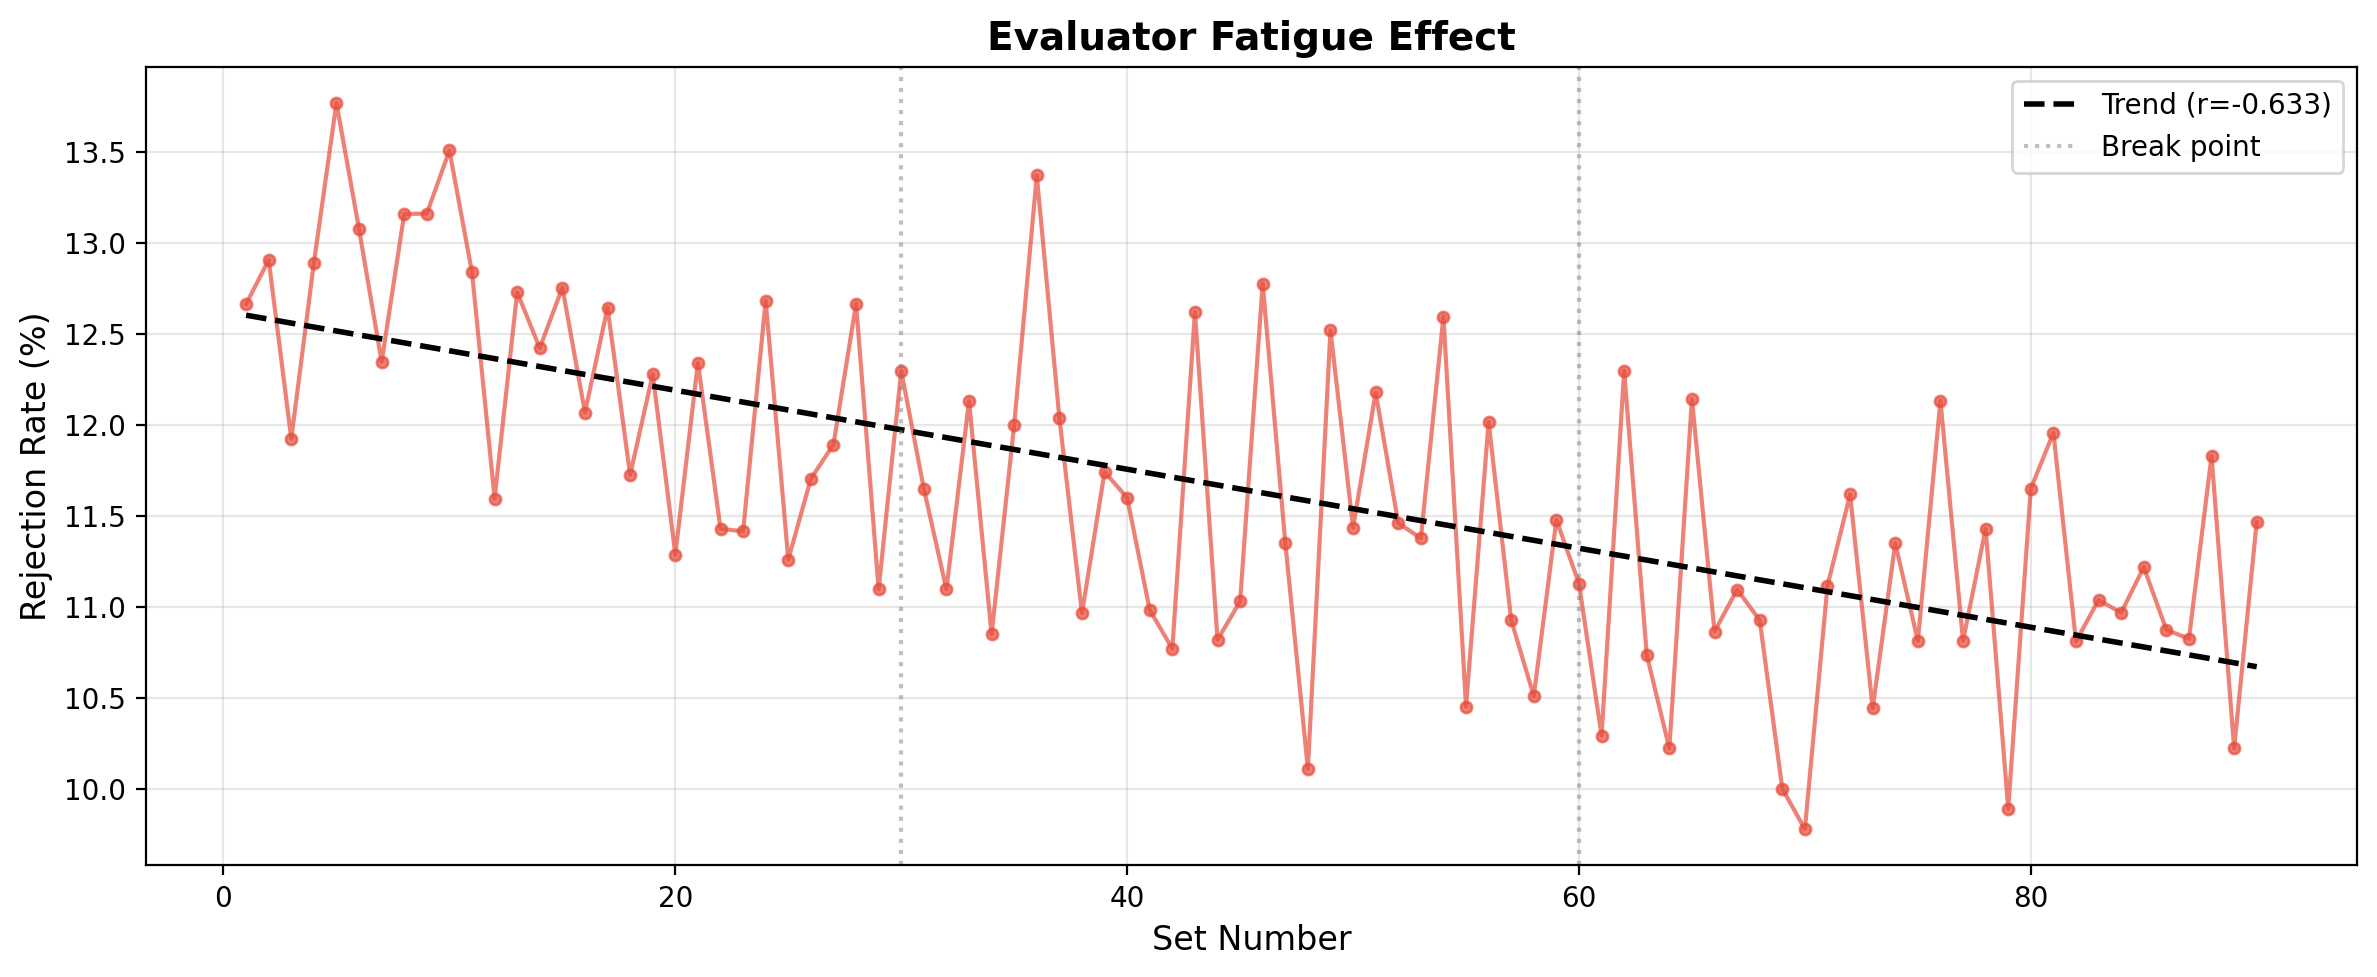 Evaluator Fatigue Effect
Trend (r=-0.633)
Break point
Rejection Rate (%)
13.5
13.0
12.5
12.0
11.5
11.0
10.5
10.0
0 20 40 60 80
Set Number